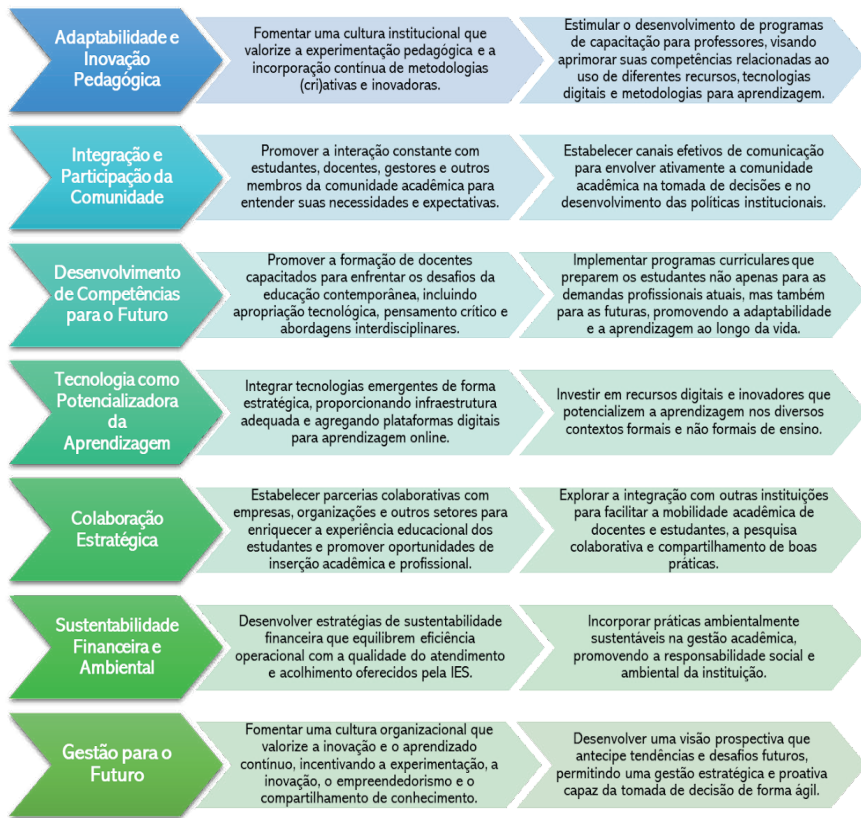 Adaptabilidade e
Inovação
Pedagógica
Fomentar uma cultura institucional que
valorize a experimentação pedagógica e a
incorporação contínua de metodologias
(cri)ativas e inovadoras.
Estimular o desenvolvimento de programas
de capacitação para professores, visando
aprimorar suas competências relacionadas ao
uso de diferentes recursos, tecnologias
digitais e metodologias para aprendizagem.
Integração e
Participação da
Comunidade
Promover a interação constante com
estudantes, docentes, gestores e outros
membros da comunidade acadêmica para
entender suas necessidades e expectativas.
Estabelecer canais efetivos de comunicação
para envolver ativamente a comunidade
acadêmica na tomada de decisões e no
desenvolvimento das políticas institucionais.
Desenvolvimento
de Competências
para o Futuro
Promover a formação de docentes
capacitados para enfrentar os desafios da
educação contemporânea, incluindo
apropriação tecnológica, pensamento crítico e
abordagens interdisciplinares.
Implementar programas curriculares que
preparem os estudantes não apenas para as
demandas profissionais atuais, mas também
para as futuras, promovendo a adaptabilidade
e a aprendizagem ao longo da vida.
Tecnologia como
Potencializadora
da
Aprendizagem
Integrar tecnologias emergentes de forma
estratégica, proporcionando infraestrutura
adequada e agregando plataformas digitais
para aprendizagem online.
Investir em recursos digitais e inovadores que
potencializem a aprendizagem nos diversos
contextos formais e não formais de ensino.
Colaboração
Estratégica
Estabelecer parcerias colaborativas com
empresas, organizações e outros setores para
enriquecer a experiência educacional dos
estudantes e promover oportunidades de
inserção acadêmica e profissional.
Explorar a integração com outras instituições
para facilitar a mobilidade acadêmica de
docentes e estudantes, a pesquisa
colaborativa e compartilhamento de boas
práticas.
Sustentabilidade
Financeira e
Ambiental
Desenvolver estratégias de sustentabilidade
financeira que equilibrem eficiência
operacional com a qualidade do atendimento
e acolhimento oferecidos pela IES.
Incorporar práticas ambientalmente
sustentáveis na gestão acadêmica,
promovendo a responsabilidade social e
ambiental da instituição.
Gestão para o
Futuro
Fomentar uma cultura organizacional que
valorize a inovação e o aprendizado
contínuo, incentivando a experimentação, a
inovação, o empreendedorismo e o
compartilhamento de conhecimento.
Desenvolver uma visão prospectiva que
antecipe tendências e desafios futuros,
permitindo uma gestão estratégica e proativa
capaz da tomada de decisão de forma ágil.